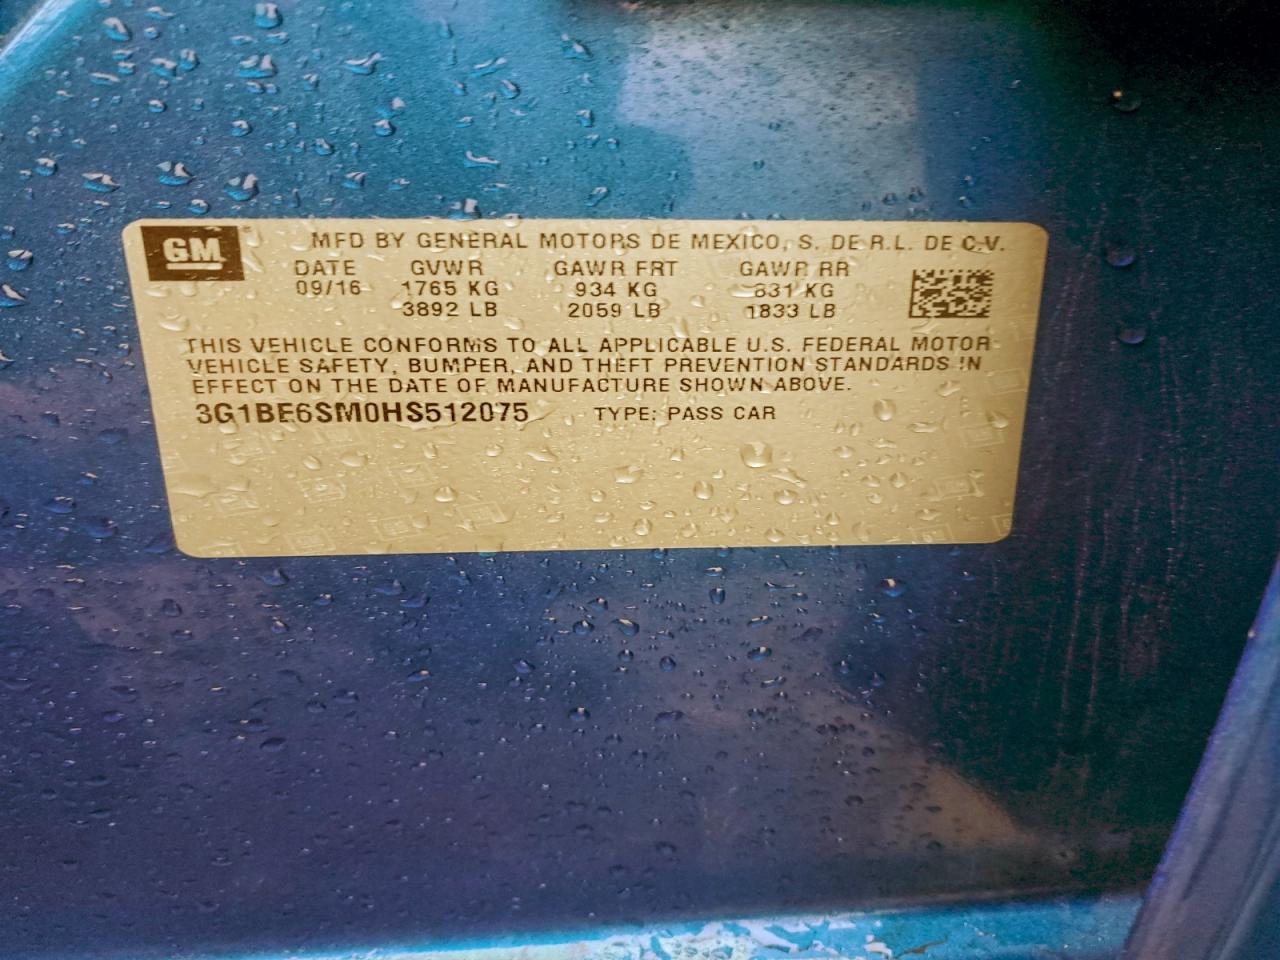 GM
MFD BY GENERAL MOTORS DE MEXICO, S. DE R.L. DE C.V.
DATE GVWR GAWR FRT GAWR RR
09/16 1765 KG 934 KG 831 KG
3892 LB 2059 LB 1833 LB
THIS VEHICLE CONFORMS TO ALL APPLICABLE U.S. FEDERAL MOTOR
VEHICLE SAFETY, BUMPER, AND THEFT PREVENTION STANDARDS IN
EFFECT ON THE DATE OF MANUFACTURE SHOWN ABOVE.
3G1BE6SM0HS512075 TYPE: PASS CAR